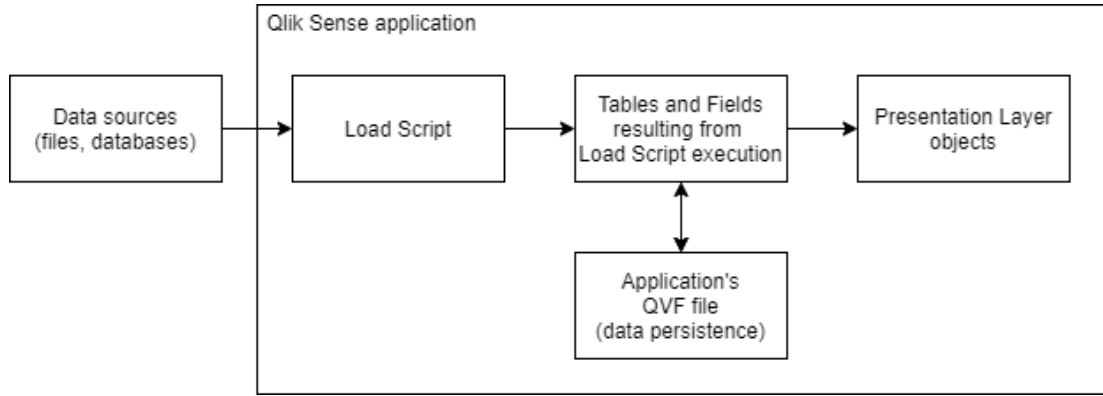 Qlik Sense application
Data sources
(files, databases)
Load Script
Tables and Fields
resulting from
Load Script execution
Presentation Layer
objects
Application's
QVF file
(data persistence)